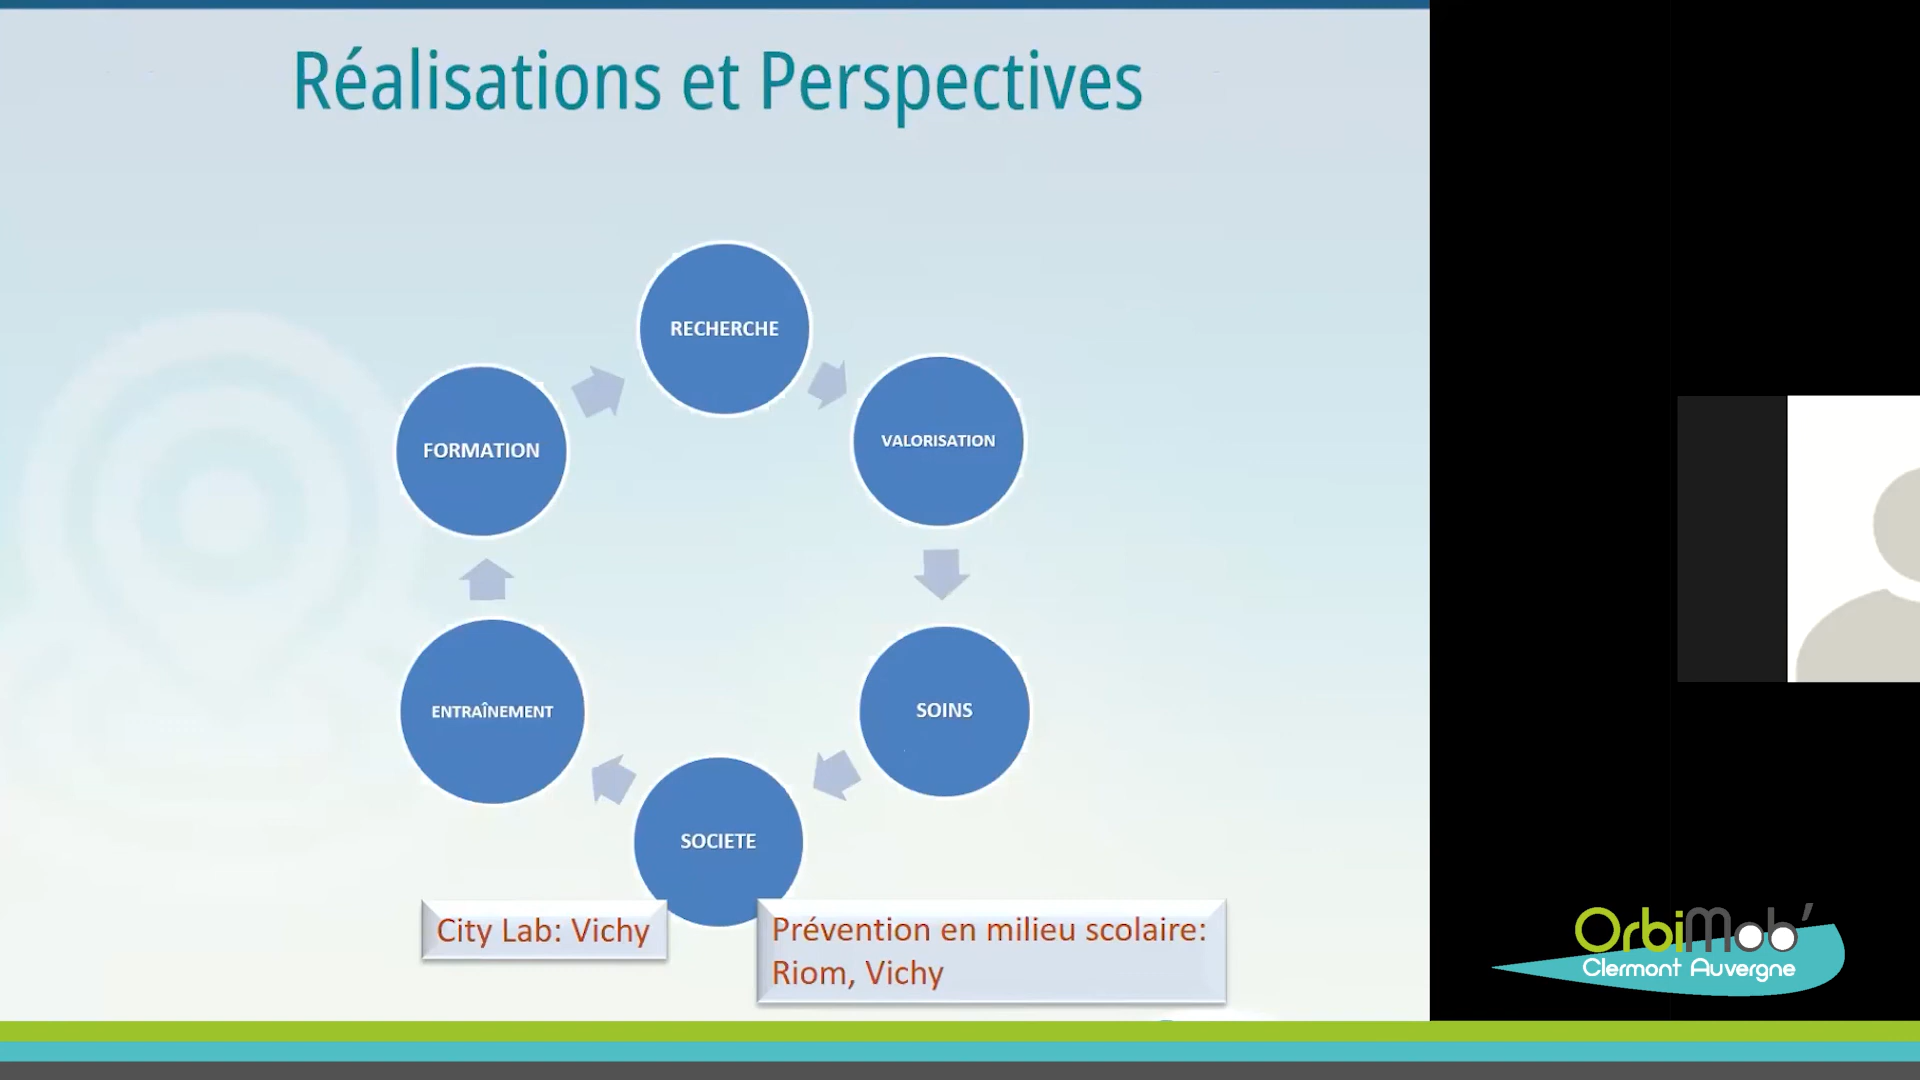 Réalisations et Perspectives
RECHERCHE
VALORISATION
FORMATION
SOINS
ENTRAÎNEMENT
SOCIETE
City Lab: Vichy
Prévention en milieu scolaire:
Riom, Vichy
OrbiMob'
Clermont Auvergne